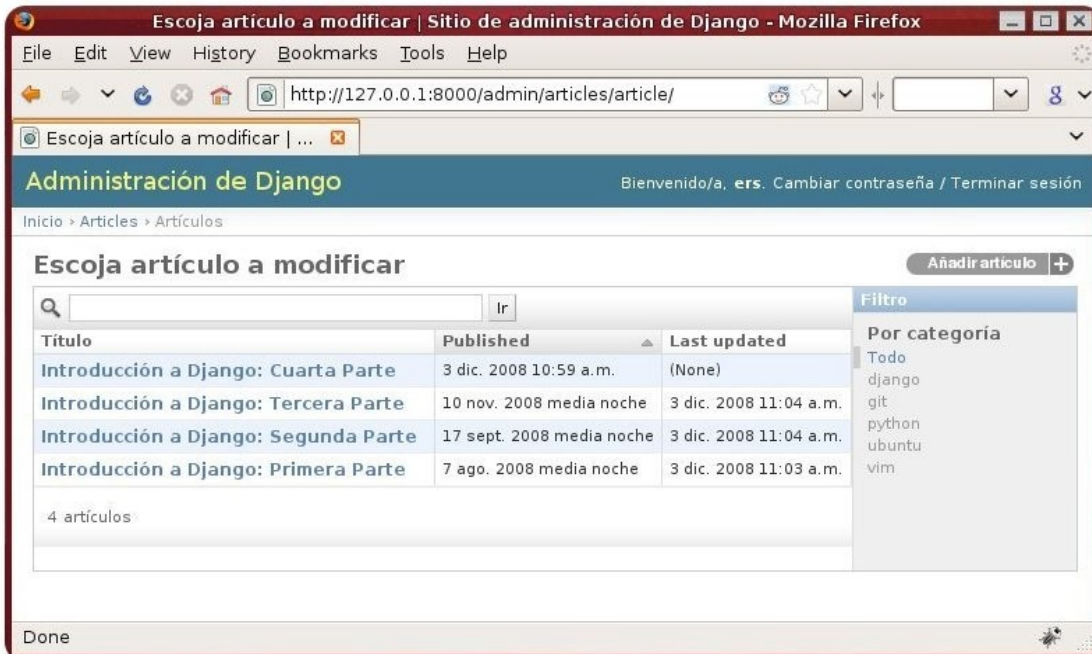 Escoja artículo a modificar | Sitio de administración de Django - Mozilla Firefox
File Edit View History Bookmarks Tools Help
http://127.0.0.1:8000/admin/articles/article/
Escoja artículo a modificar | ...
Administración de Django
Bienvenido/a, ers. Cambiar contraseña / Terminar sesión
Inicio › Articles › Artículos
Escoja artículo a modificar
Añadir artículo
Ir
Filtro
Título Published Last updated
Introducción a Django: Cuarta Parte 3 dic. 2008 10:59 a.m. (None)
Introducción a Django: Tercera Parte 10 nov. 2008 media noche 3 dic. 2008 11:04 a.m.
Introducción a Django: Segunda Parte 17 sept. 2008 media noche 3 dic. 2008 11:04 a.m.
Introducción a Django: Primera Parte 7 ago. 2008 media noche 3 dic. 2008 11:03 a.m.
4 artículos
Por categoría
Todo
django
git
python
ubuntu
vim
Done